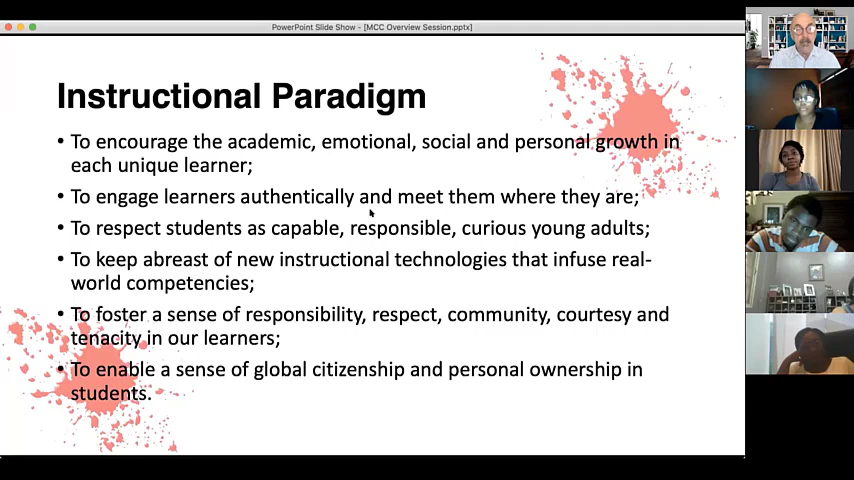 PowerPoint Slide Show - [MCC Overview Session.pptx]
Instructional Paradigm
• To encourage the academic, emotional, social and personal growth in
each unique learner;
• To engage learners authentically and meet them where they are;
• To respect students as capable, responsible, curious young adults;
• To keep abreast of new instructional technologies that infuse real-
world competencies;
• To foster a sense of responsibility, respect, community, courtesy and
tenacity in our learners;
• To enable a sense of global citizenship and personal ownership in
students.